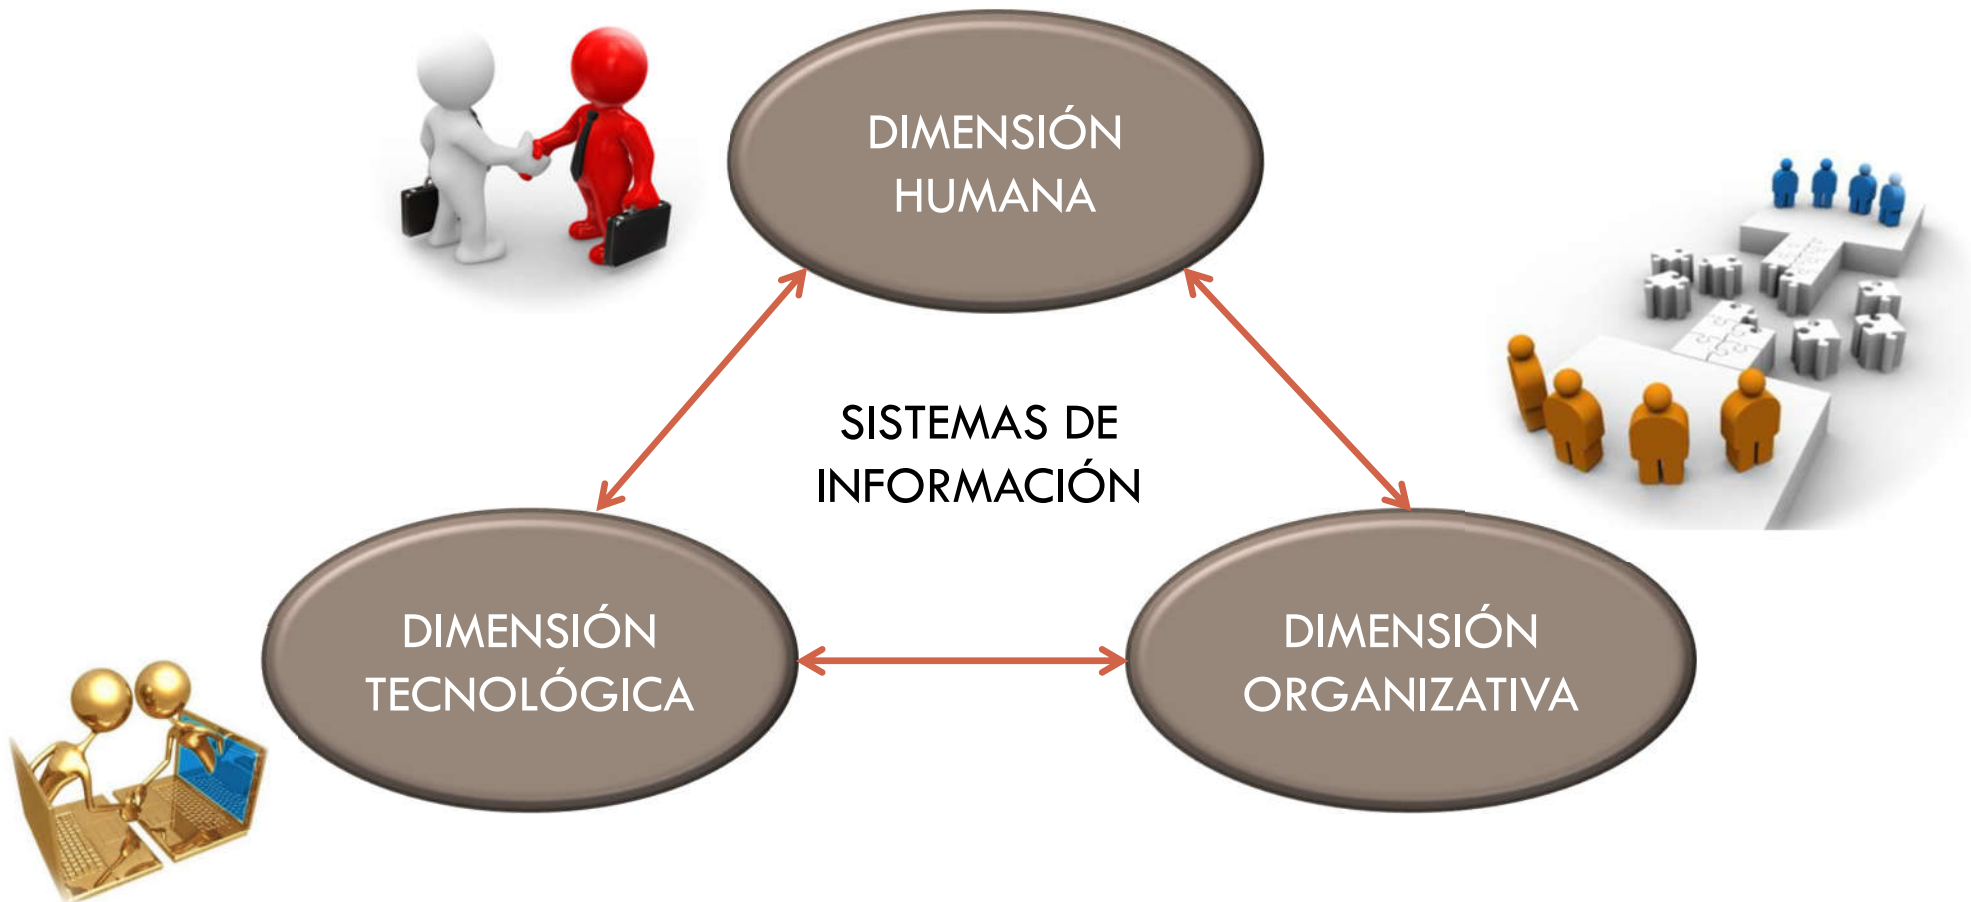 DIMENSIÓN
HUMANA
SISTEMAS DE
INFORMACIÓN
DIMENSIÓN
TECNOLÓGICA
DIMENSIÓN
ORGANIZATIVA